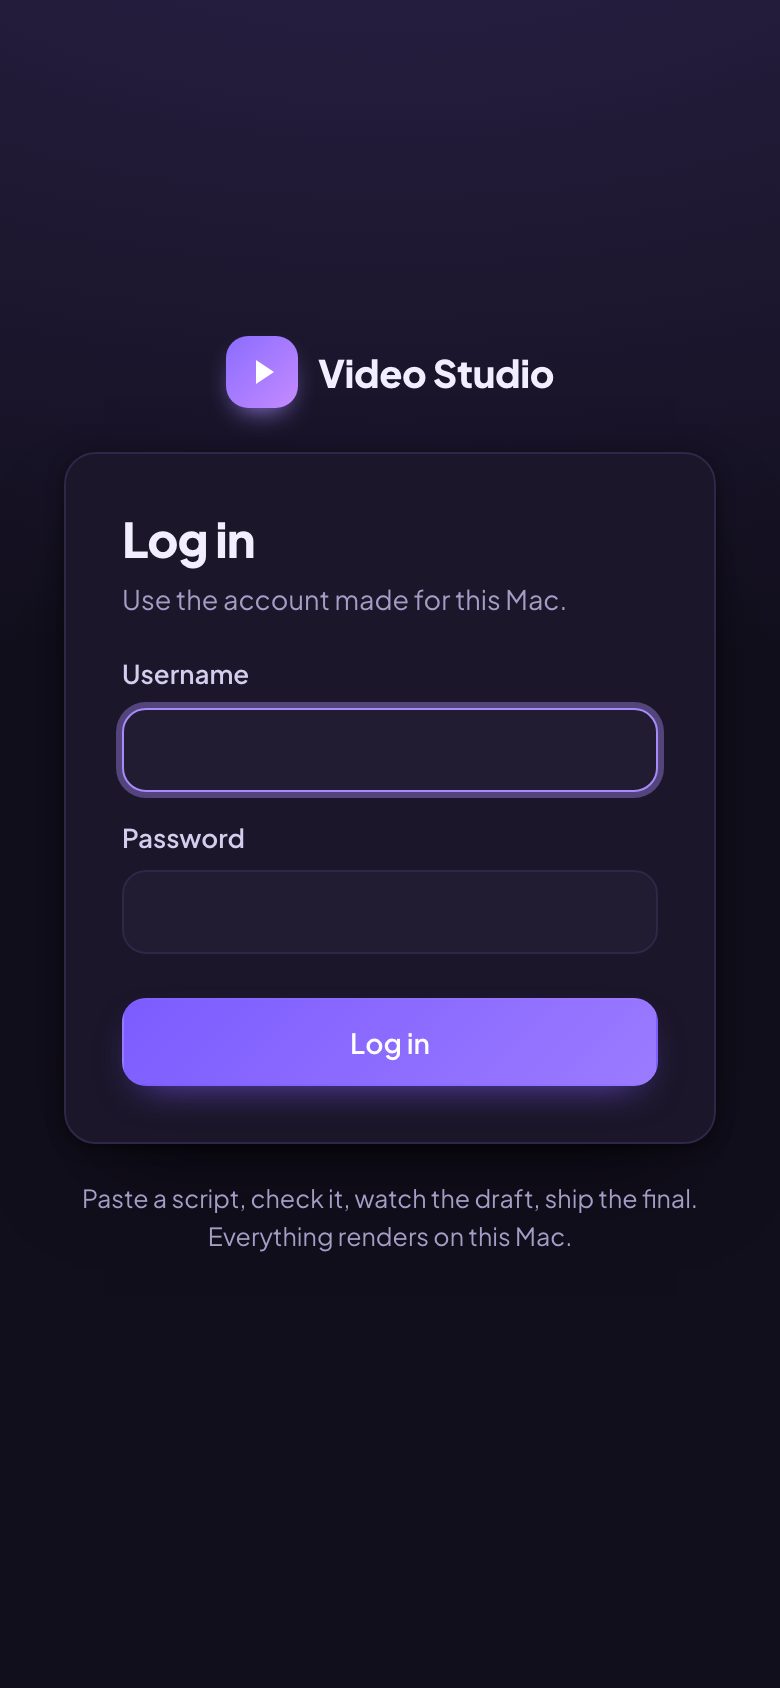 Video Studio
Log in
Use the account made for this Mac.
Username
Password
Log in
Paste a script, check it, watch the draft, ship the final.
Everything renders on this Mac.